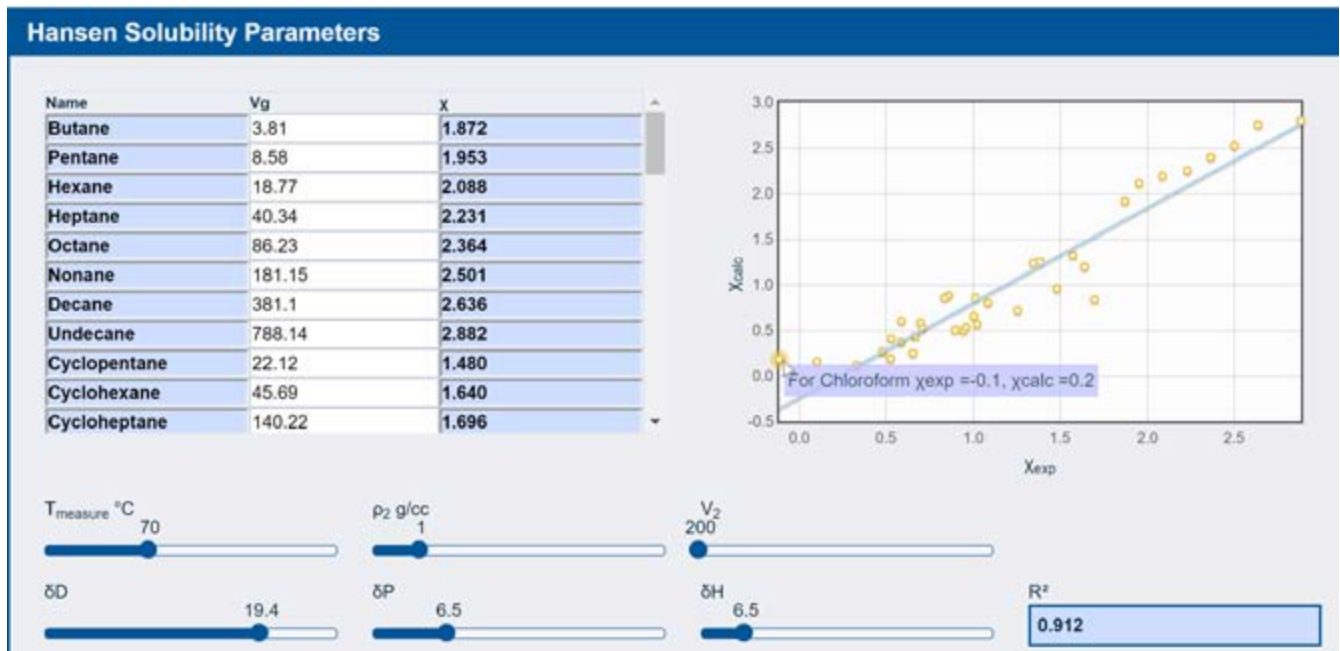 Hansen Solubility Parameters
Name Vg χ
Butane 3.81 1.872
Pentane 8.58 1.953
Hexane 18.77 2.088
Heptane 40.34 2.231
Octane 86.23 2.364
Nonane 181.15 2.501
Decane 381.1 2.636
Undecane 788.14 2.882
Cyclopentane 22.12 1.480
Cyclohexane 45.69 1.640
Cycloheptane 140.22 1.696
3.0
2.5
2.0
1.5
1.0
0.5
0.0
-0.5
χcalc
For Chloroform χexp =-0.1, χcalc =0.2
0.0 0.5 1.0 1.5 2.0 2.5
χexp
Tmeasure °C ρ2 g/cc V2
70 1 200
δD δP δH R²
19.4 6.5 6.5
0.912